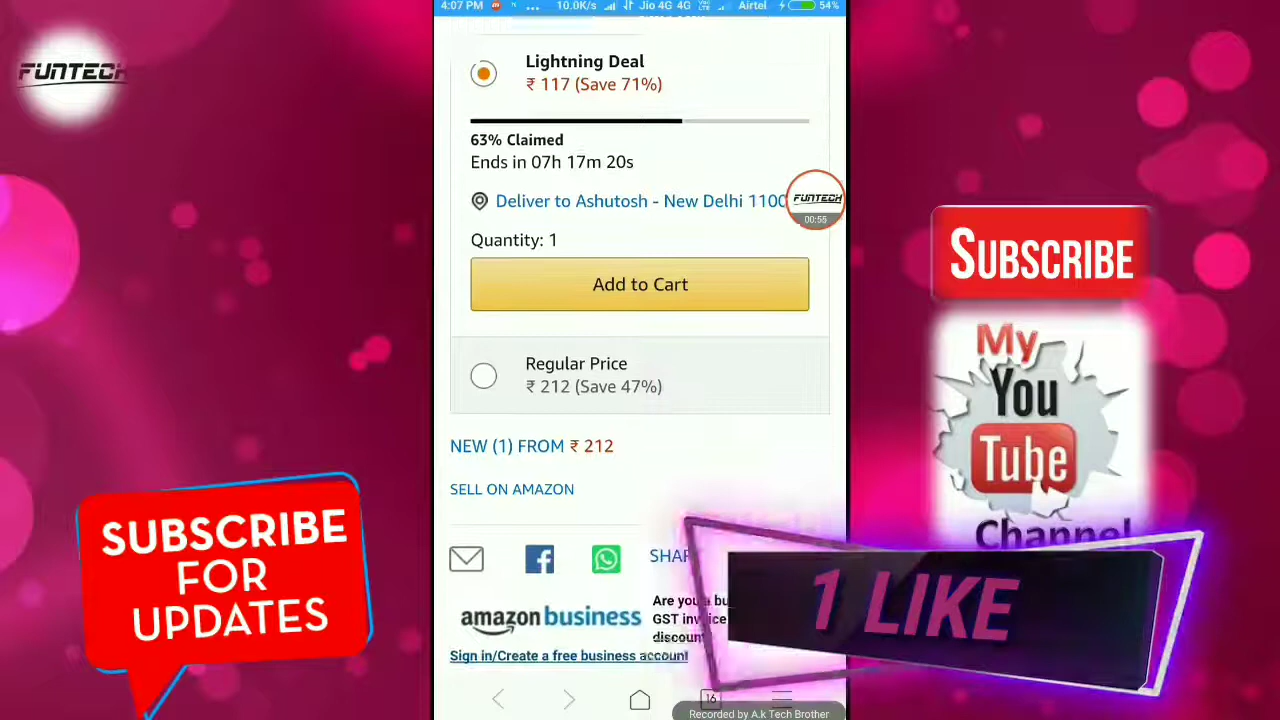 4:07 PM ... 10.0K/s Jio 4G 4G Airtel 54%
FUNTECH
Lightning Deal
₹ 117 (Save 71%)
63% Claimed
Ends in 07h 17m 20s
Deliver to Ashutosh - New Delhi 1100
FUNTECH
00:55
Quantity: 1
Add to Cart
Regular Price
₹ 212 (Save 47%)
NEW (1) FROM ₹ 212
SELL ON AMAZON
SHAR
amazon business
Are you a bu
GST invoice
discount
Sign in/Create a free business account
16
Recorded by A.k Tech Brother
SUBSCRIBE
FOR
UPDATES
SUBSCRIBE
My
You
Tube
Channel
1 LIKE